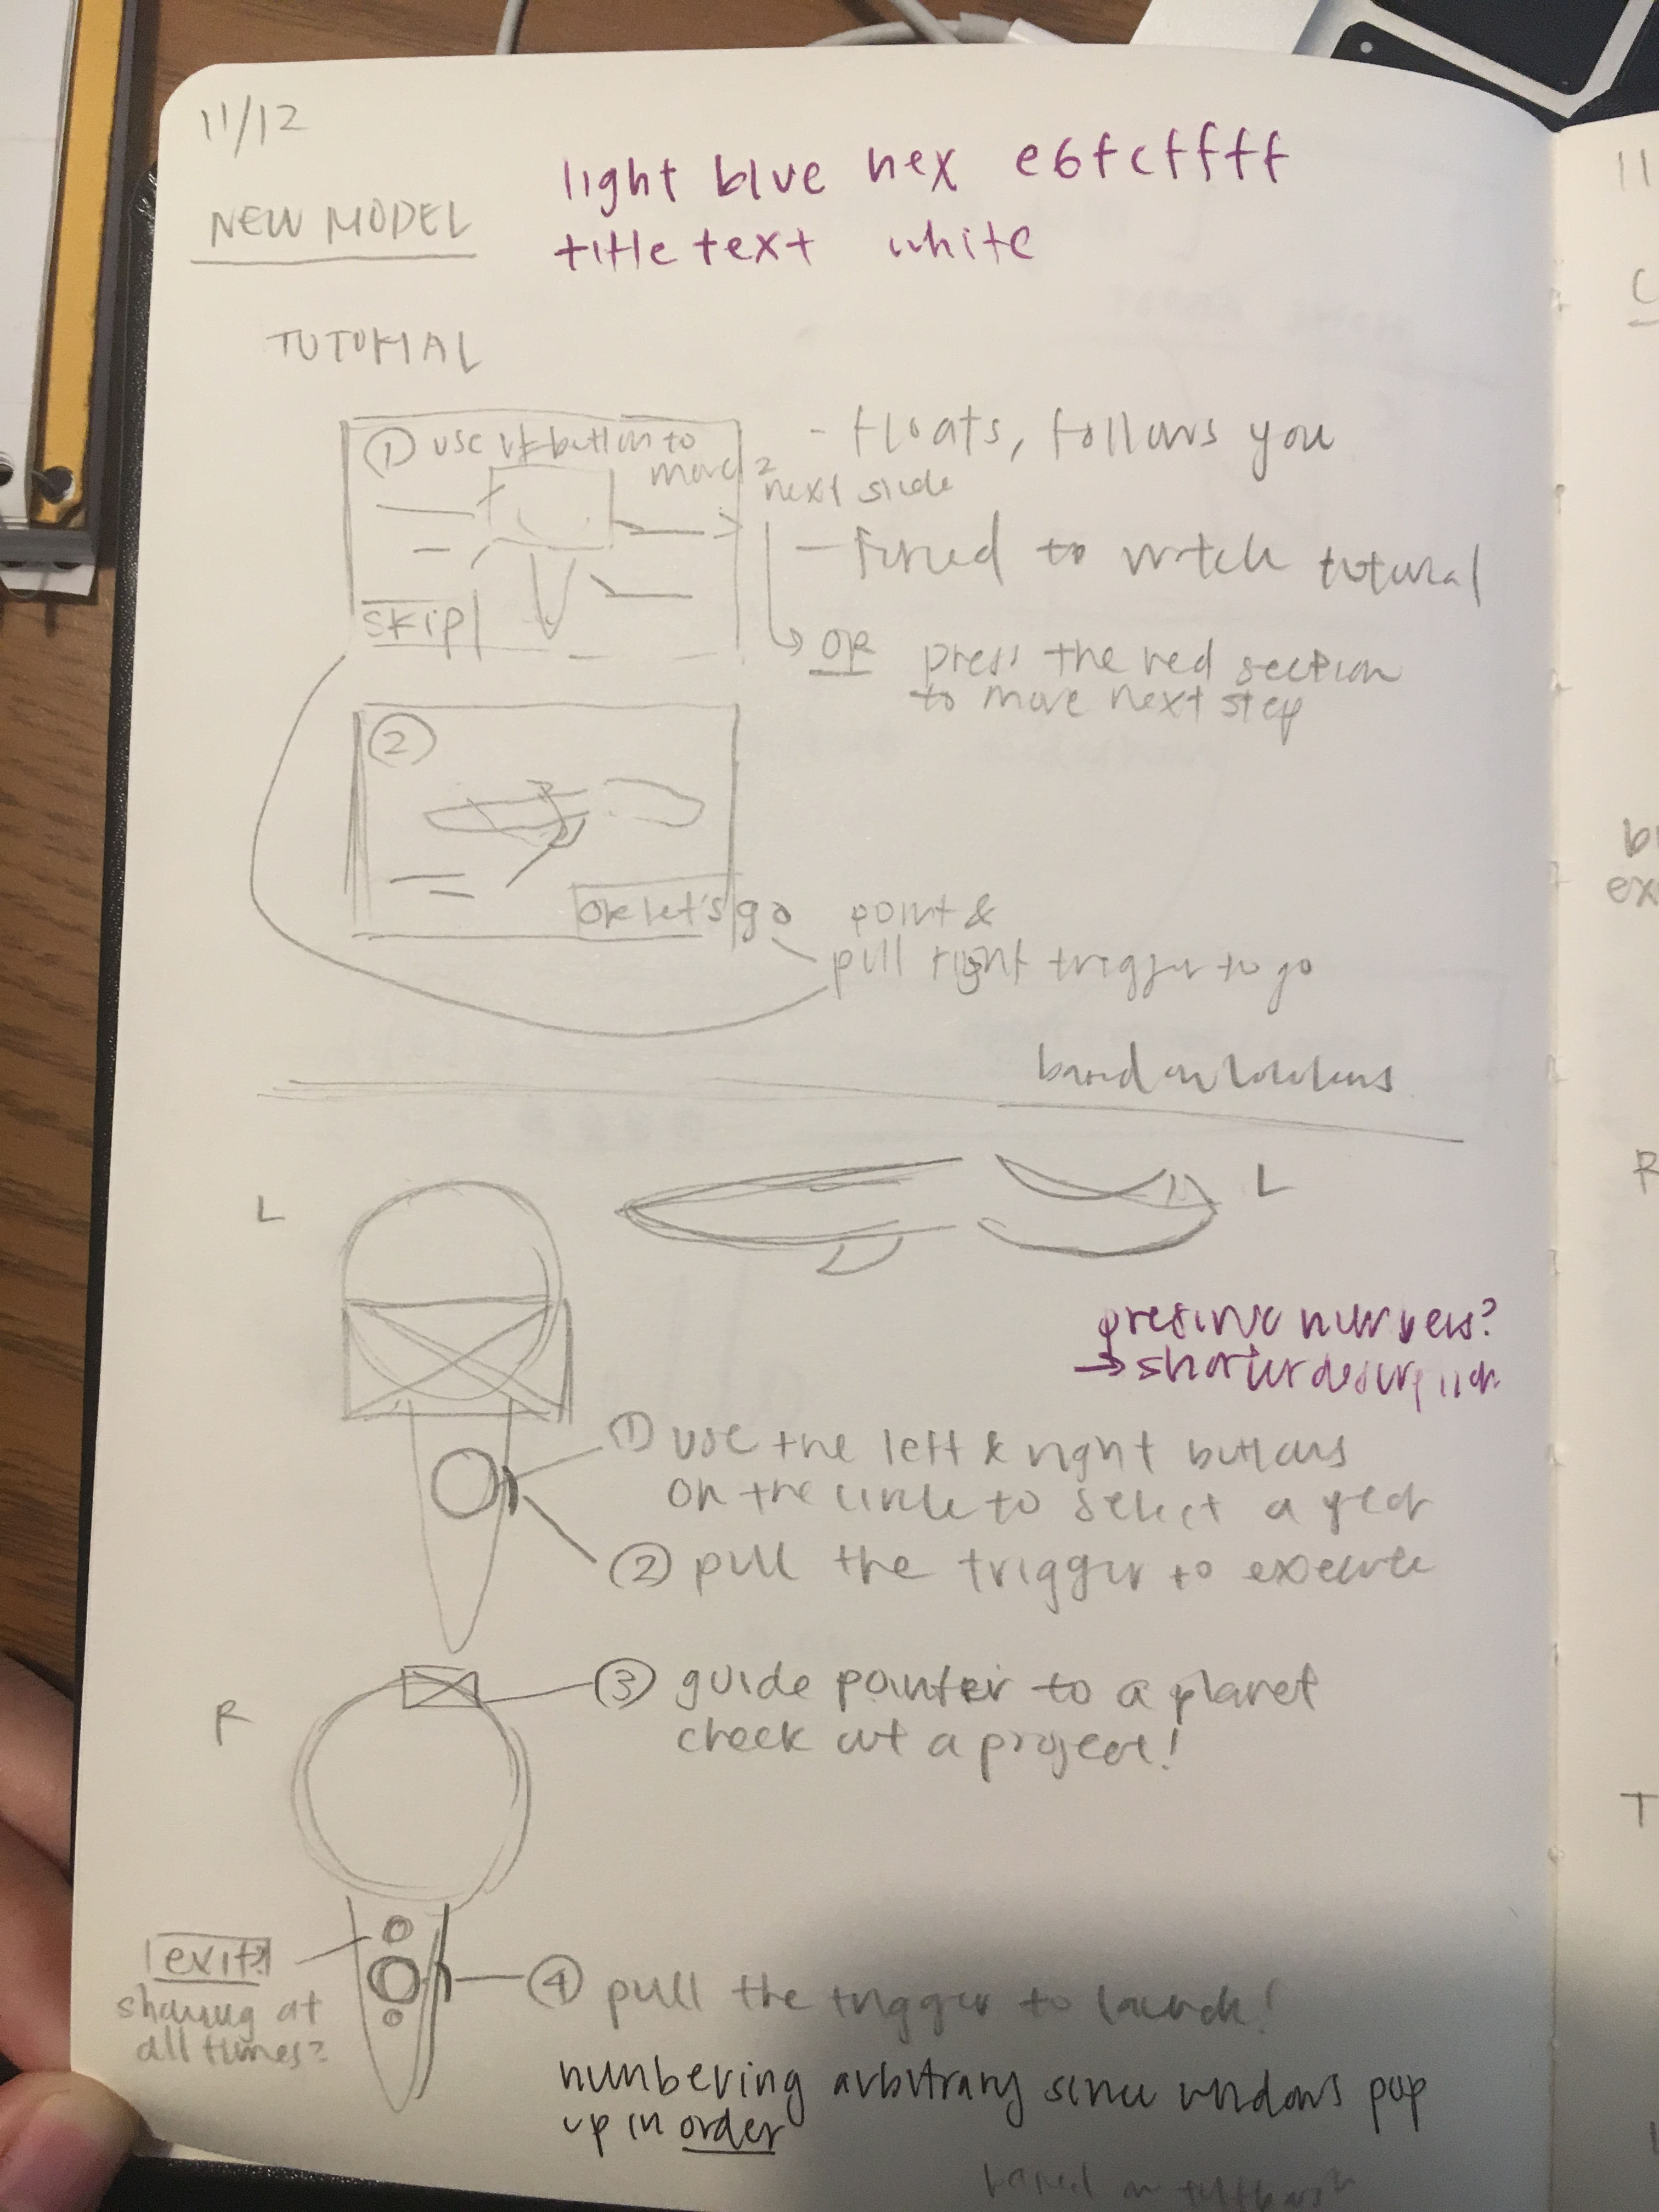 11/12
light blue hex e6fcffff
NEW MODEL
title text white
TUTORIAL
① use button to
move 2
next slide
- floats, follows you
- forced to watch tutorial
SKIP
↳ OR press the red section
to move next step
②
OK let's go
point &
pull right trigger to go
based on hololens
L
L
preserve numbers?
→ shorter description
① use the left & right buttons
on the circle to select a year
② pull the trigger to execute
R
③ guide pointer to a planet
check out a project!
exit?
showing at
all times?
④ pull the trigger to launch!
numbering arbitrary since windows pop
up in order
based on
11
C
bl
ex
R
T